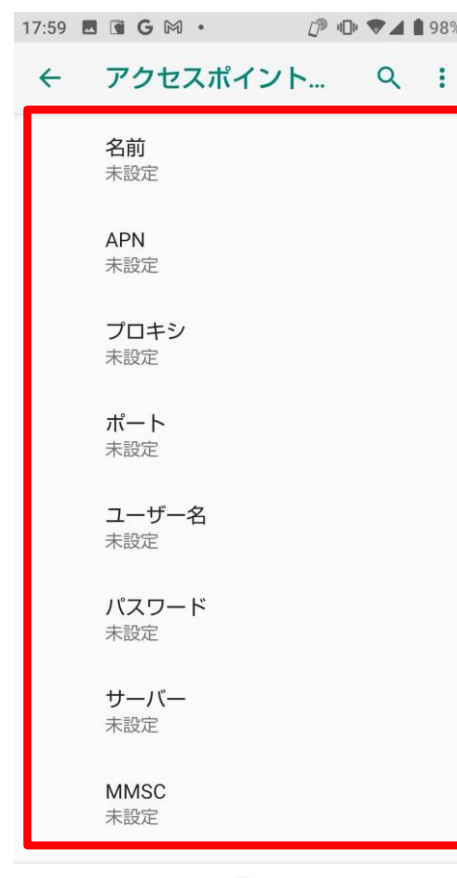 17:59 G 98%
← アクセスポイント...
名前
未設定
APN
未設定
プロキシ
未設定
ポート
未設定
ユーザー名
未設定
パスワード
未設定
サーバー
未設定
MMSC
未設定